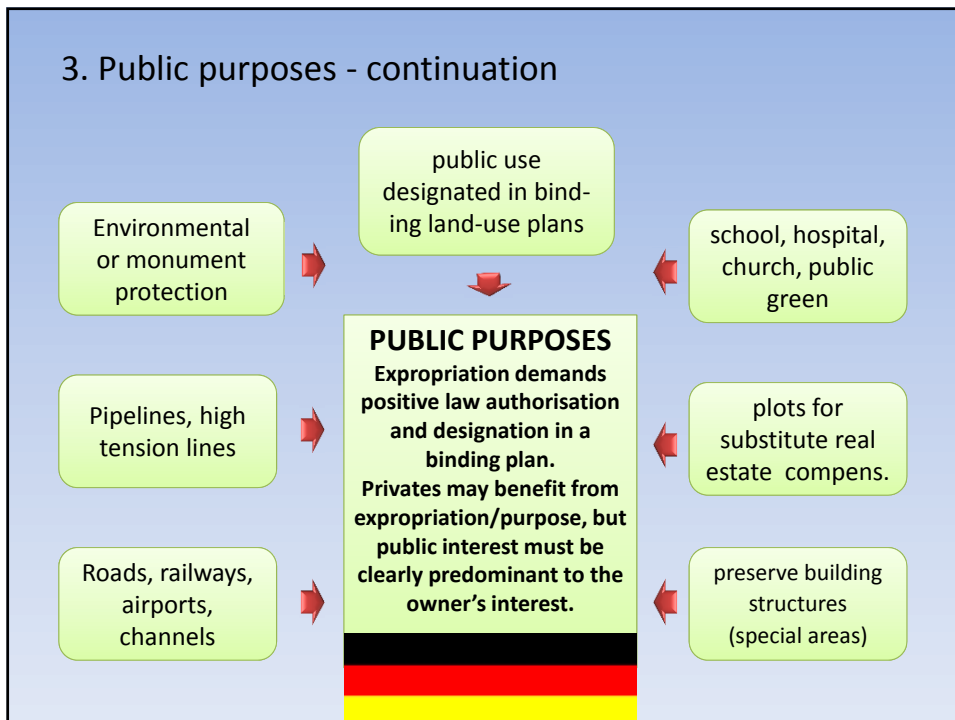 3. Public purposes - continuation
public use
designated in bind-
ing land-use plans
Environmental
or monument
protection
school, hospital,
church, public
green
PUBLIC PURPOSES
Expropriation demands
positive law authorisation
and designation in a
binding plan.
Privates may benefit from
expropriation/purpose, but
public interest must be
clearly predominant to the
owner's interest.
Pipelines, high
tension lines
plots for
substitute real
estate compens.
Roads, railways,
airports,
channels
preserve building
structures
(special areas)